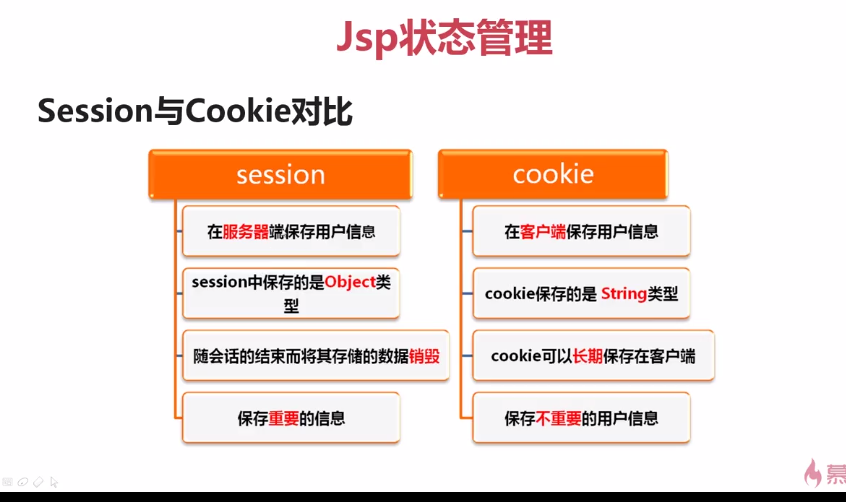 Jsp状态管理
Session与Cookie对比
session
在服务器端保存用户信息
session中保存的是Object类
型
随会话的结束而将其存储的数据销毁
保存重要的信息
cookie
在客户端保存用户信息
cookie保存的是 String类型
cookie可以长期保存在客户端
保存不重要的用户信息
慕